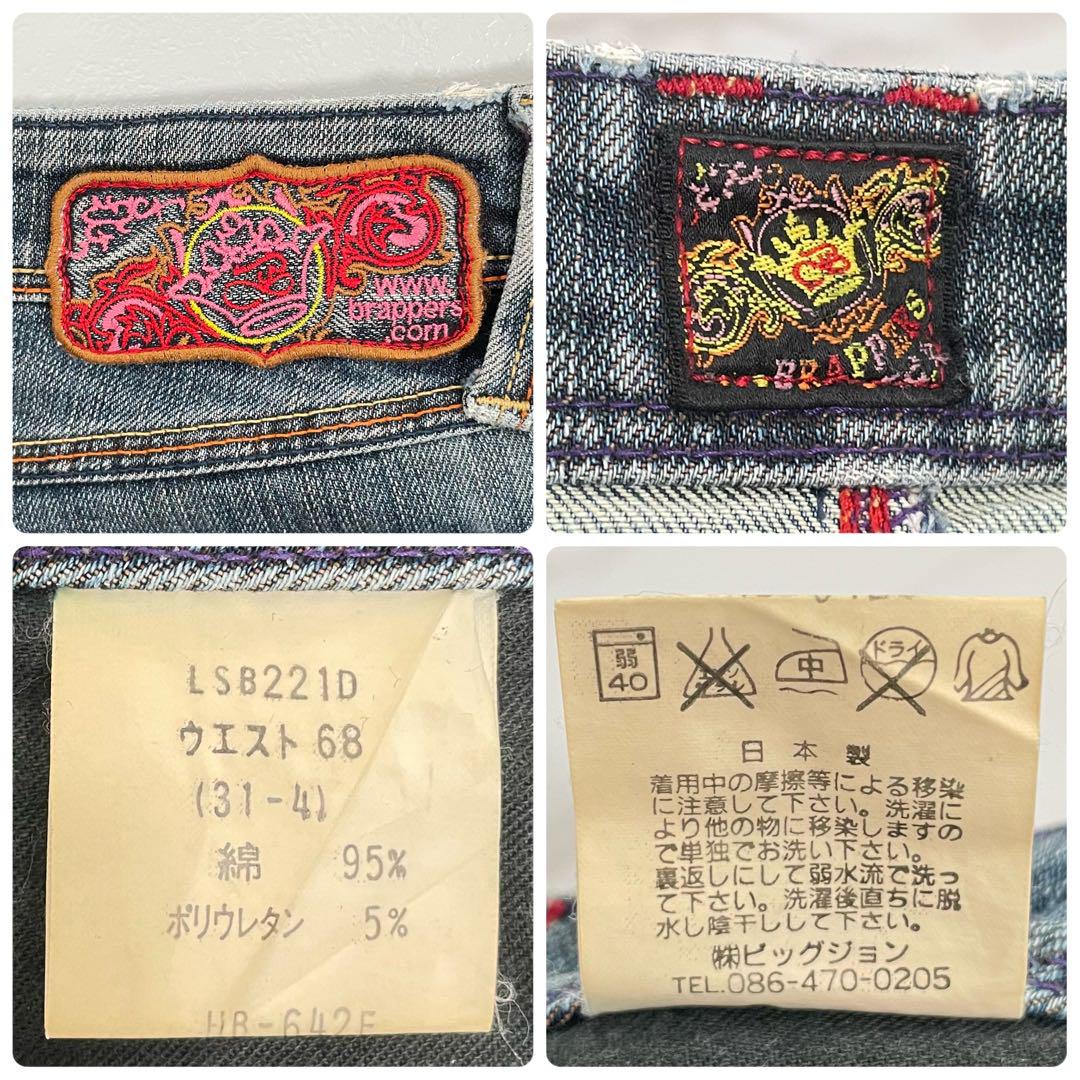 www.
brappers
.com
BRAPPERS
LSB221D
ウエスト 68
(31-4)
綿 95%
ポリウレタン 5%
弱
40
中
ドライ
日本製
着用中の摩擦等による移染
に注意して下さい。洗濯に
より他の物に移染しますの
で単独でお洗い下さい。
裏返しにして弱水流で洗っ
て下さい。洗濯後直ちに脱
水し陰干しして下さい。
㈱ビッグジョン
TEL.086-470-0205